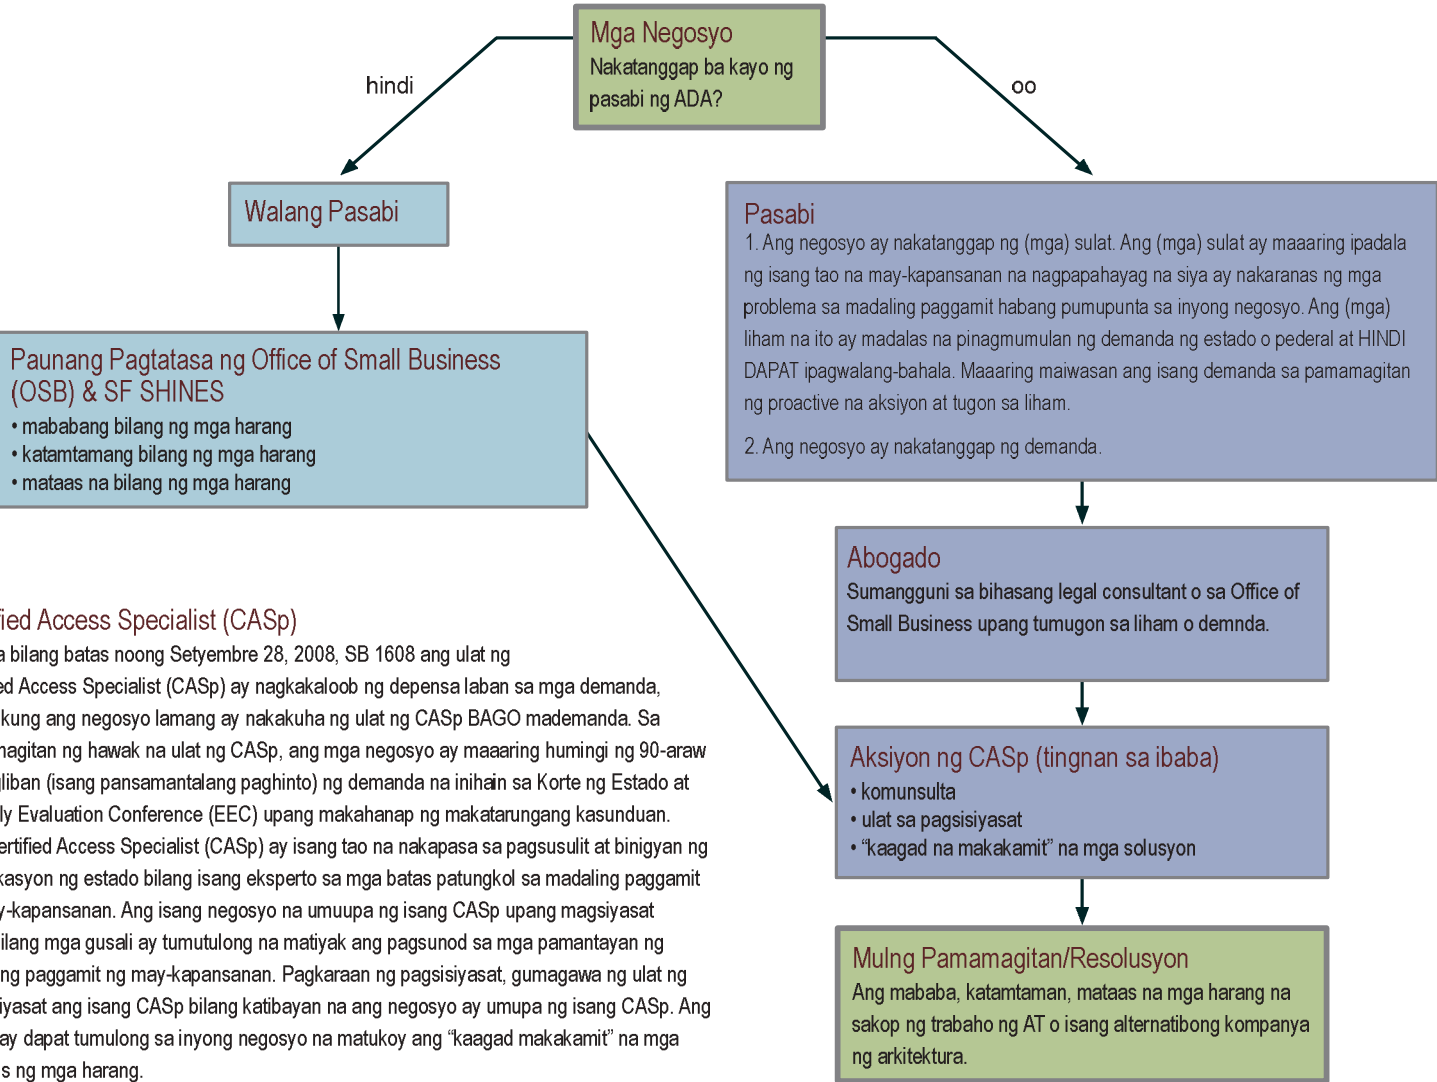 Mga Negosyo
Nakatanggap ba kayo ng
pasabi ng ADA?
hindi
oo
Walang Pasabi
Pasabi
1. Ang negosyo ay nakatanggap ng (mga) sulat. Ang (mga) sulat ay maaaring ipadala
ng isang tao na may-kapansanan na nagpapahayag na siya ay nakaranas ng mga
problema sa madaling paggamit habang pumupunta sa inyong negosyo. Ang (mga)
liham na ito ay madalas na pinagmumulan ng demanda ng estado o pederal at HINDI
DAPAT ipagwalang-bahala. Maaaring maiwasan ang isang demanda sa pamamagitan
ng proactive na aksiyon at tugon sa liham.
2. Ang negosyo ay nakatanggap ng demanda.
Paunang Pagtatasa ng Office of Small Business
(OSB) & SF SHINES
• mababang bilang ng mga harang
• katamtamang bilang ng mga harang
• mataas na bilang ng mga harang
Abogado
Sumangguni sa bihasang legal consultant o sa Office of
Small Business upang tumugon sa liham o demnda.
Aksiyon ng CASp (tingnan sa ibaba)
• komunsulta
• ulat sa pagsisiyasat
• “kaagad na makakamit” na mga solusyon
Mulng Pamamagitan/Resolusyon
Ang mababa, katamtaman, mataas na mga harang na
sakop ng trabaho ng AT o isang alternatibong kompanya
ng arkitektura.
fied Access Specialist (CASp)
a bilang batas noong Setyembre 28, 2008, SB 1608 ang ulat ng
ed Access Specialist (CASp) ay nagkakaloob ng depensa laban sa mga demanda,
kung ang negosyo lamang ay nakakuha ng ulat ng CASp BAGO mademanda. Sa
magitan ng hawak na ulat ng CASp, ang mga negosyo ay maaaring humingi ng 90-araw
gliban (isang pansamantalang paghinto) ng demanda na inihain sa Korte ng Estado at
ly Evaluation Conference (EEC) upang makahanap ng makatarungang kasunduan.
ertified Access Specialist (CASp) ay isang tao na nakapasa sa pagsusulit at binigyan ng
kasyon ng estado bilang isang eksperto sa mga batas patungkol sa madaling paggamit
y-kapansanan. Ang isang negosyo na umuupa ng isang CASp upang magsiyasat
ilang mga gusali ay tumutulong na matiyak ang pagsunod sa mga pamantayan ng
ng paggamit ng may-kapansanan. Pagkaraan ng pagsisiyasat, gumagawa ng ulat ng
iyasat ang isang CASp bilang katibayan na ang negosyo ay umupa ng isang CASp. Ang
ay dapat tumulong sa inyong negosyo na matukoy ang “kaagad makakamit” na mga
s ng mga harang.